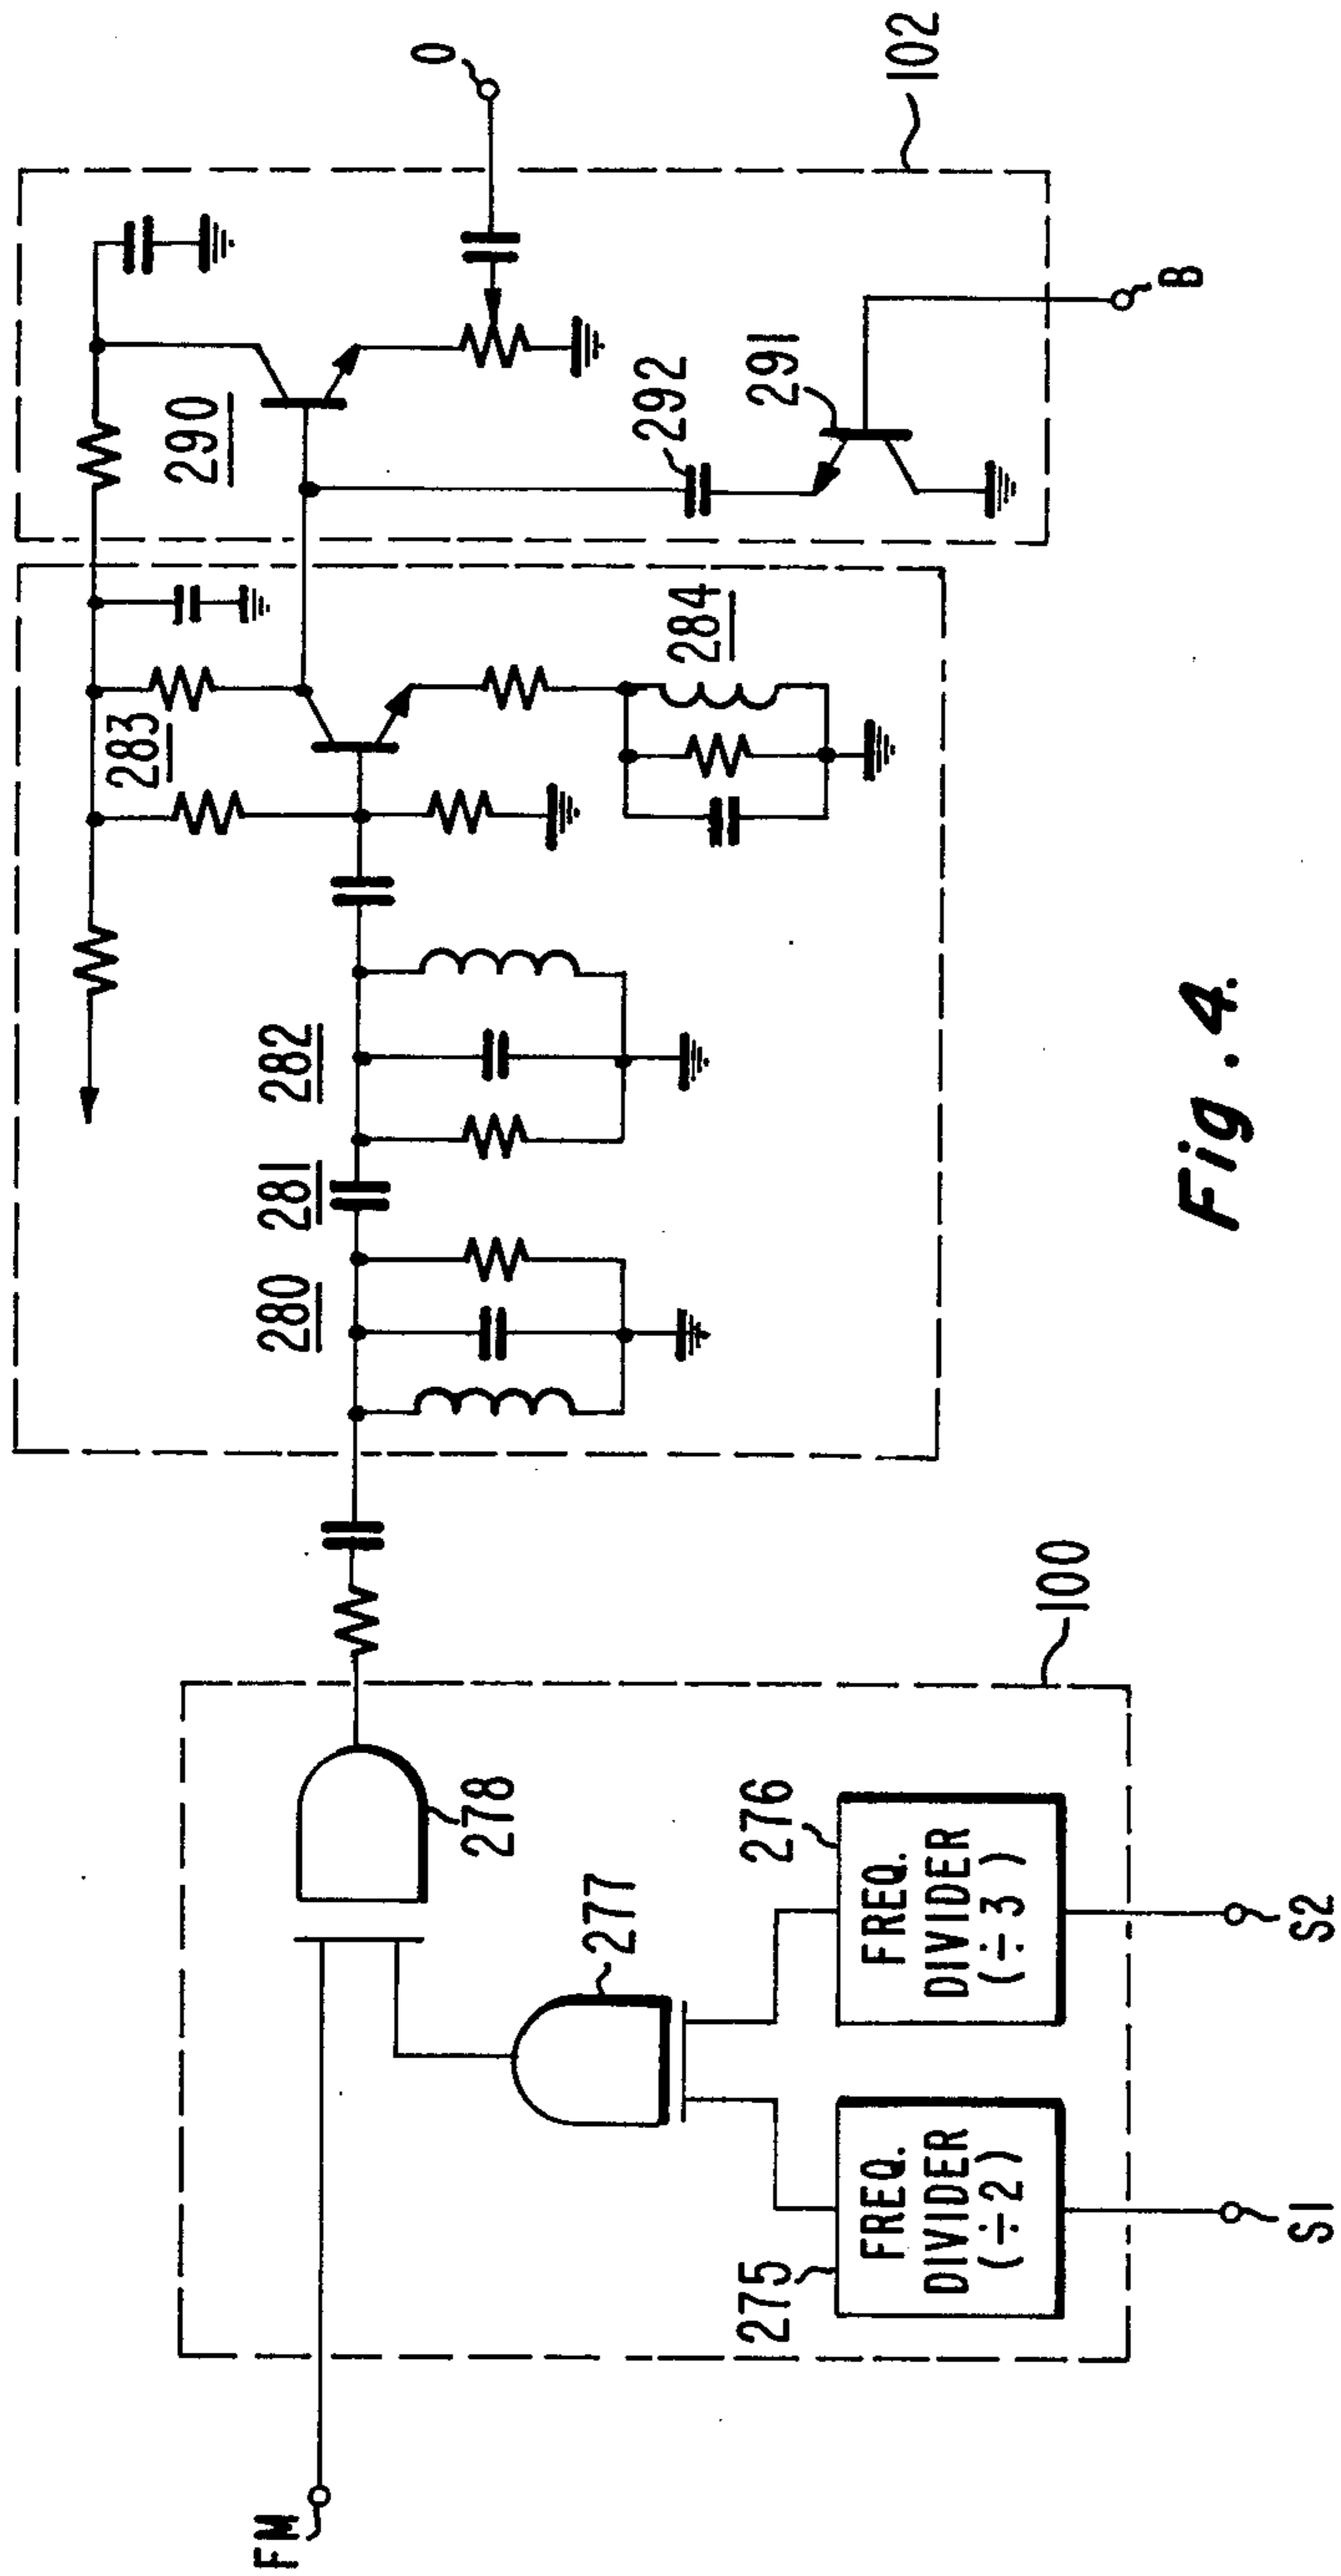 FM
S1
S2
275
FREQ.
DIVIDER
(÷2)
276
FREQ.
DIVIDER
(÷3)
277
278
100
280
281
282
283
284
290
292
291
O
B
102
Fig. 4.